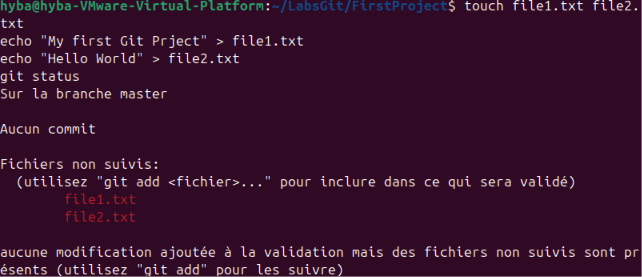 hyba@hyba-VMware-Virtual-Platform:~/LabsGit/FirstProject$ touch file1.txt file2.
txt
echo "My first Git Prject" > file1.txt
echo "Hello World" > file2.txt
git status
Sur la branche master
Aucun commit
Fichiers non suivis:
(utilisez "git add <fichier>..." pour inclure dans ce qui sera validé)
file1.txt
file2.txt
aucune modification ajoutée à la validation mais des fichiers non suivis sont pr
ésents (utilisez "git add" pour les suivre)